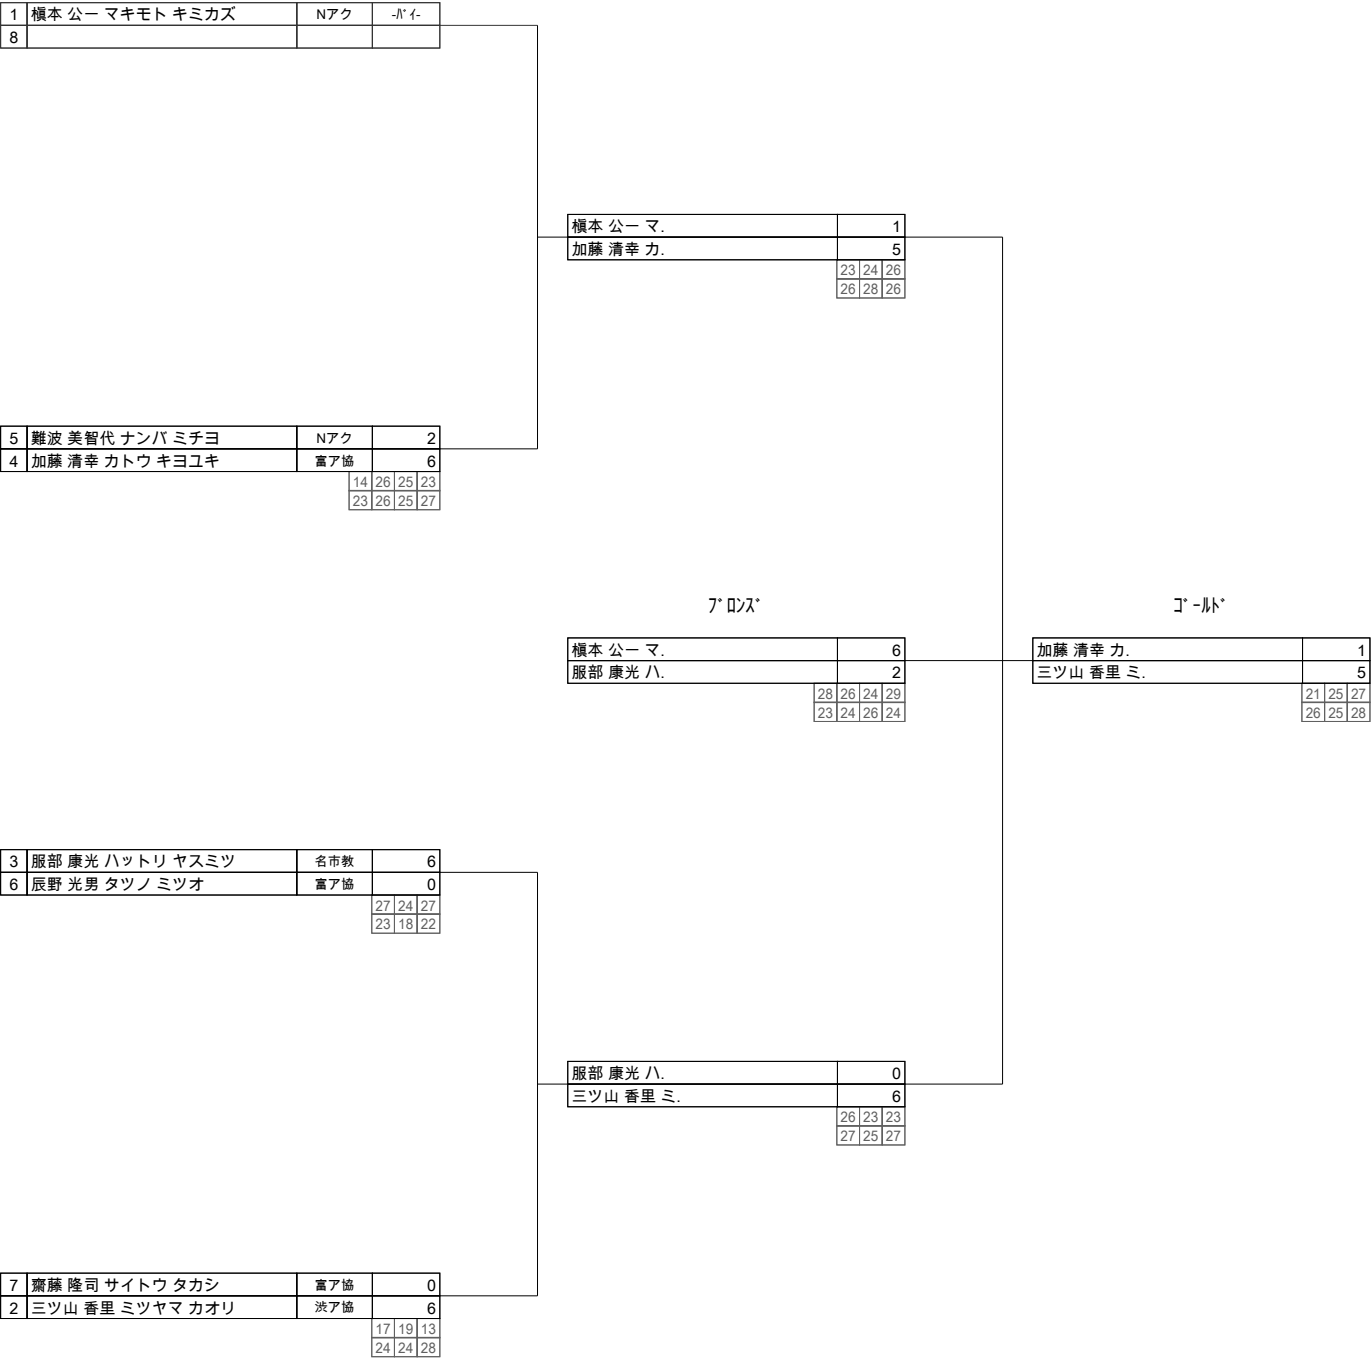 1 槇本 公一 マキモト キミカズ Nアク -ﾊﾞｲ-
8
槇本 公一 マ. 1
加藤 清幸 カ. 5
23 24 26
26 28 26
5 難波 美智代 ナンバ ミチヨ Nアク 2
4 加藤 清幸 カトウ キヨユキ 富ア協 6
14 26 25 23
23 26 25 27
ﾌﾞﾛﾝｽﾞ
ｺﾞｰﾙﾄﾞ
槇本 公一 マ. 6
服部 康光 ハ. 2
28 26 24 29
23 24 26 24
加藤 清幸 カ. 1
三ツ山 香里 ミ. 5
21 25 27
26 25 28
3 服部 康光 ハットリ ヤスミツ 名市教 6
6 辰野 光男 タツノ ミツオ 富ア協 0
27 24 27
23 18 22
服部 康光 ハ. 0
三ツ山 香里 ミ. 6
26 23 23
27 25 27
7 齋藤 隆司 サイトウ タカシ 富ア協 0
2 三ツ山 香里 ミツヤマ カオリ 渋ア協 6
17 19 13
24 24 28